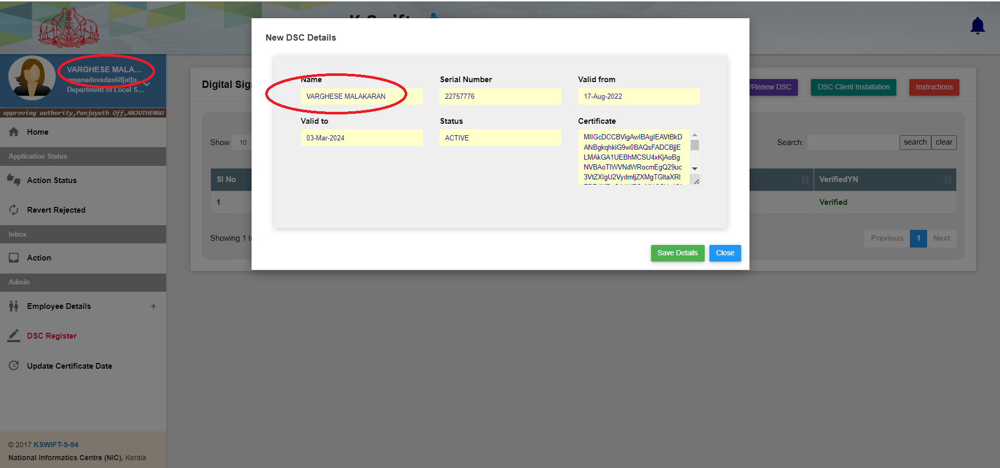 K-Swift
VARGHESE MALA...
omanadevadas68[at]g...
Department of Local S...
approving authority,Panjayath Off,ANJUTHENGU
Home
Application Status
Action Status
Revert Rejected
Inbox
Action
Admin
Employee Details +
DSC Register
Update Certificate Date
© 2017 KSWIFT-S-94
National Informatics Centre (NIC), Kerala
Digital Sig
/Renew DSC
DSC Client Installation
Instructions
Show 10
Search:
search
clear
Sl No
VerifiedYN
1
Verified
Showing 1 t
Previous 1 Next
New DSC Details
Name
VARGHESE MALAKARAN
Serial Number
22757776
Valid from
17-Aug-2022
Valid to
03-Mar-2024
Status
ACTIVE
Certificate
MIIGcDCCBVigAwIBAgIEAVtBkD
ANBgkqhkiG9w0BAQsFADCBjjE
LMAkGA1UEBhMCSU4xKjAoBg
NVBAoTIWVNdWRocmEgQ29uc
3VtZXIgU2VydmljZXMgTGltaXRl
Save Details
Close